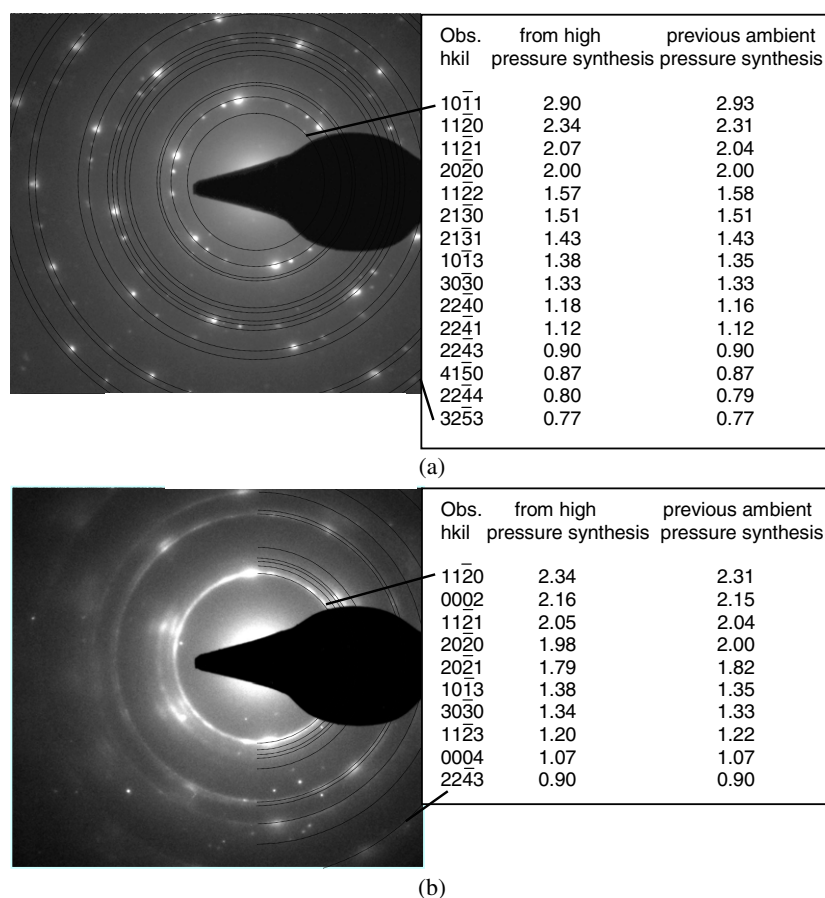 Obs. from high previous ambient
hkil pressure synthesis pressure synthesis
101̅1 2.90 2.93
112̅0 2.34 2.31
112̅1 2.07 2.04
202̅0 2.00 2.00
112̅2 1.57 1.58
213̅0 1.51 1.51
213̅1 1.43 1.43
101̅3 1.38 1.35
303̅0 1.33 1.33
224̅0 1.18 1.16
224̅1 1.12 1.12
224̅3 0.90 0.90
415̅0 0.87 0.87
224̅4 0.80 0.79
325̅3 0.77 0.77
(a)
Obs. from high previous ambient
hkil pressure synthesis pressure synthesis
112̅0 2.34 2.31
0002 2.16 2.15
112̅1 2.05 2.04
202̅0 1.98 2.00
202̅1 1.79 1.82
101̅3 1.38 1.35
303̅0 1.34 1.33
112̅3 1.20 1.22
0004 1.07 1.07
224̅3 0.90 0.90
(b)